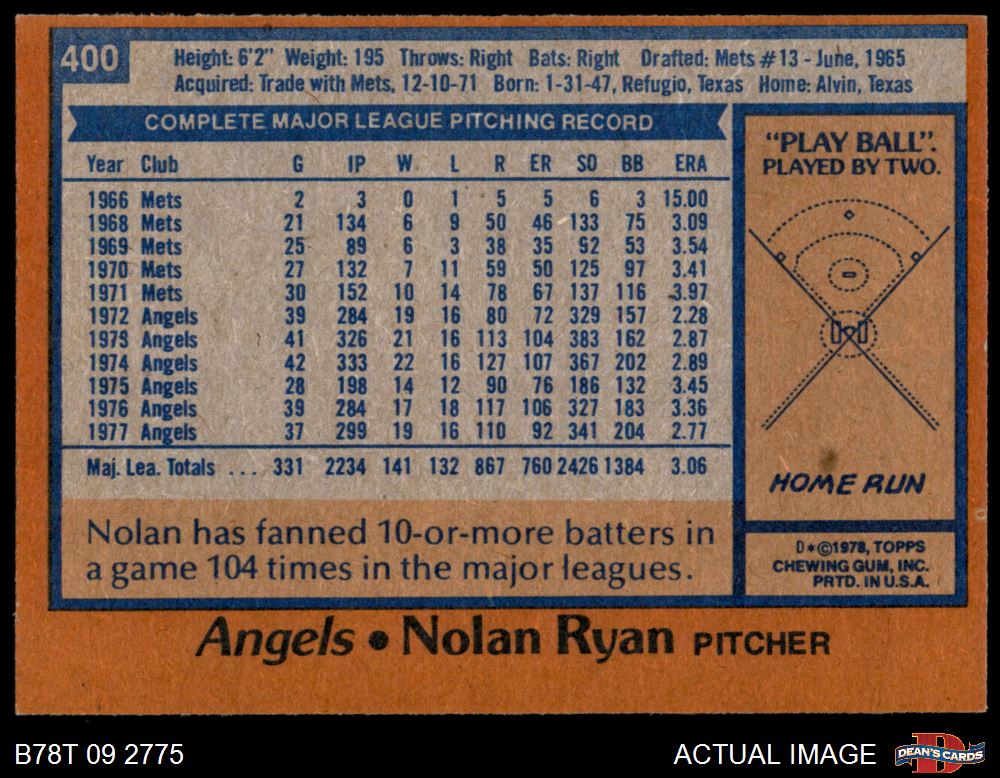 400
Height: 6'2" Weight: 195 Throws: Right Bats: Right Drafted: Mets #13 - June, 1965
Acquired: Trade with Mets, 12-10-71 Born: 1-31-47, Refugio, Texas Home: Alvin, Texas
COMPLETE MAJOR LEAGUE PITCHING RECORD
Year Club G IP W L R ER SO BB ERA
1966 Mets 2 3 0 1 5 5 6 3 15.00
1968 Mets 21 134 6 9 50 46 133 75 3.09
1969 Mets 25 89 6 3 38 35 92 53 3.54
1970 Mets 27 132 7 11 59 50 125 97 3.41
1971 Mets 30 152 10 14 78 67 137 116 3.97
1972 Angels 39 284 19 16 80 72 329 157 2.28
1973 Angels 41 326 21 16 113 104 383 162 2.87
1974 Angels 42 333 22 16 127 107 367 202 2.89
1975 Angels 28 198 14 12 90 76 186 132 3.45
1976 Angels 39 284 17 18 117 106 327 183 3.36
1977 Angels 37 299 19 16 110 92 341 204 2.77
Maj. Lea. Totals ... 331 2234 141 132 867 760 2426 1384 3.06
Nolan has fanned 10-or-more batters in
a game 104 times in the major leagues.
"PLAY BALL".
PLAYED BY TWO.
HOME RUN
D*©1978, TOPPS
CHEWING GUM, INC.
PRTD. IN U.S.A.
Angels • Nolan Ryan PITCHER
B78T 09 2775
ACTUAL IMAGE
DEAN'S CARDS